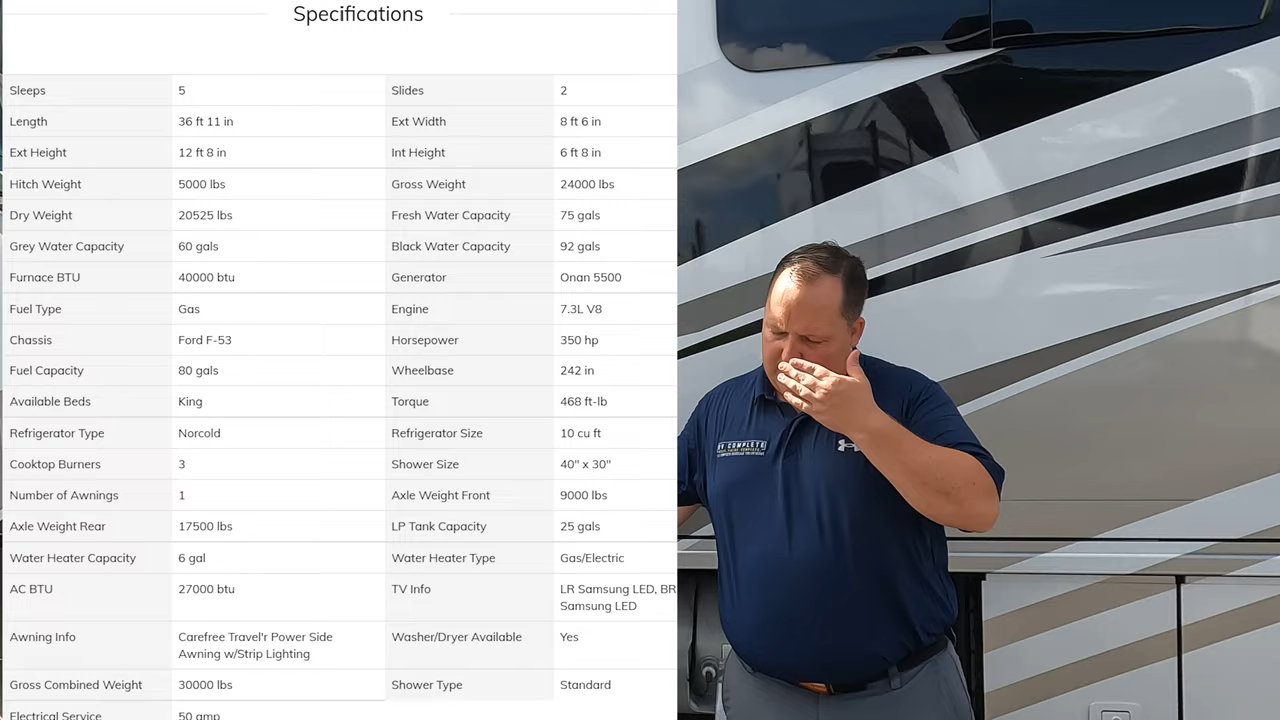 Specifications
Sleeps 5 Slides 2
Length 36 ft 11 in Ext Width 8 ft 6 in
Ext Height 12 ft 8 in Int Height 6 ft 8 in
Hitch Weight 5000 lbs Gross Weight 24000 lbs
Dry Weight 20525 lbs Fresh Water Capacity 75 gals
Grey Water Capacity 60 gals Black Water Capacity 92 gals
Furnace BTU 40000 btu Generator Onan 5500
Fuel Type Gas Engine 7.3L V8
Chassis Ford F-53 Horsepower 350 hp
Fuel Capacity 80 gals Wheelbase 242 in
Available Beds King Torque 468 ft-lb
Refrigerator Type Norcold Refrigerator Size 10 cu ft
Cooktop Burners 3 Shower Size 40" x 30"
Number of Awnings 1 Axle Weight Front 9000 lbs
Axle Weight Rear 17500 lbs LP Tank Capacity 25 gals
Water Heater Capacity 6 gal Water Heater Type Gas/Electric
AC BTU 27000 btu TV Info LR Samsung LED, BR
Samsung LED
Awning Info Carefree Travel'r Power Side Washer/Dryer Available Yes
Awning w/Strip Lighting
Gross Combined Weight 30000 lbs Shower Type Standard
Electrical Service 50 amp
COMPLETE